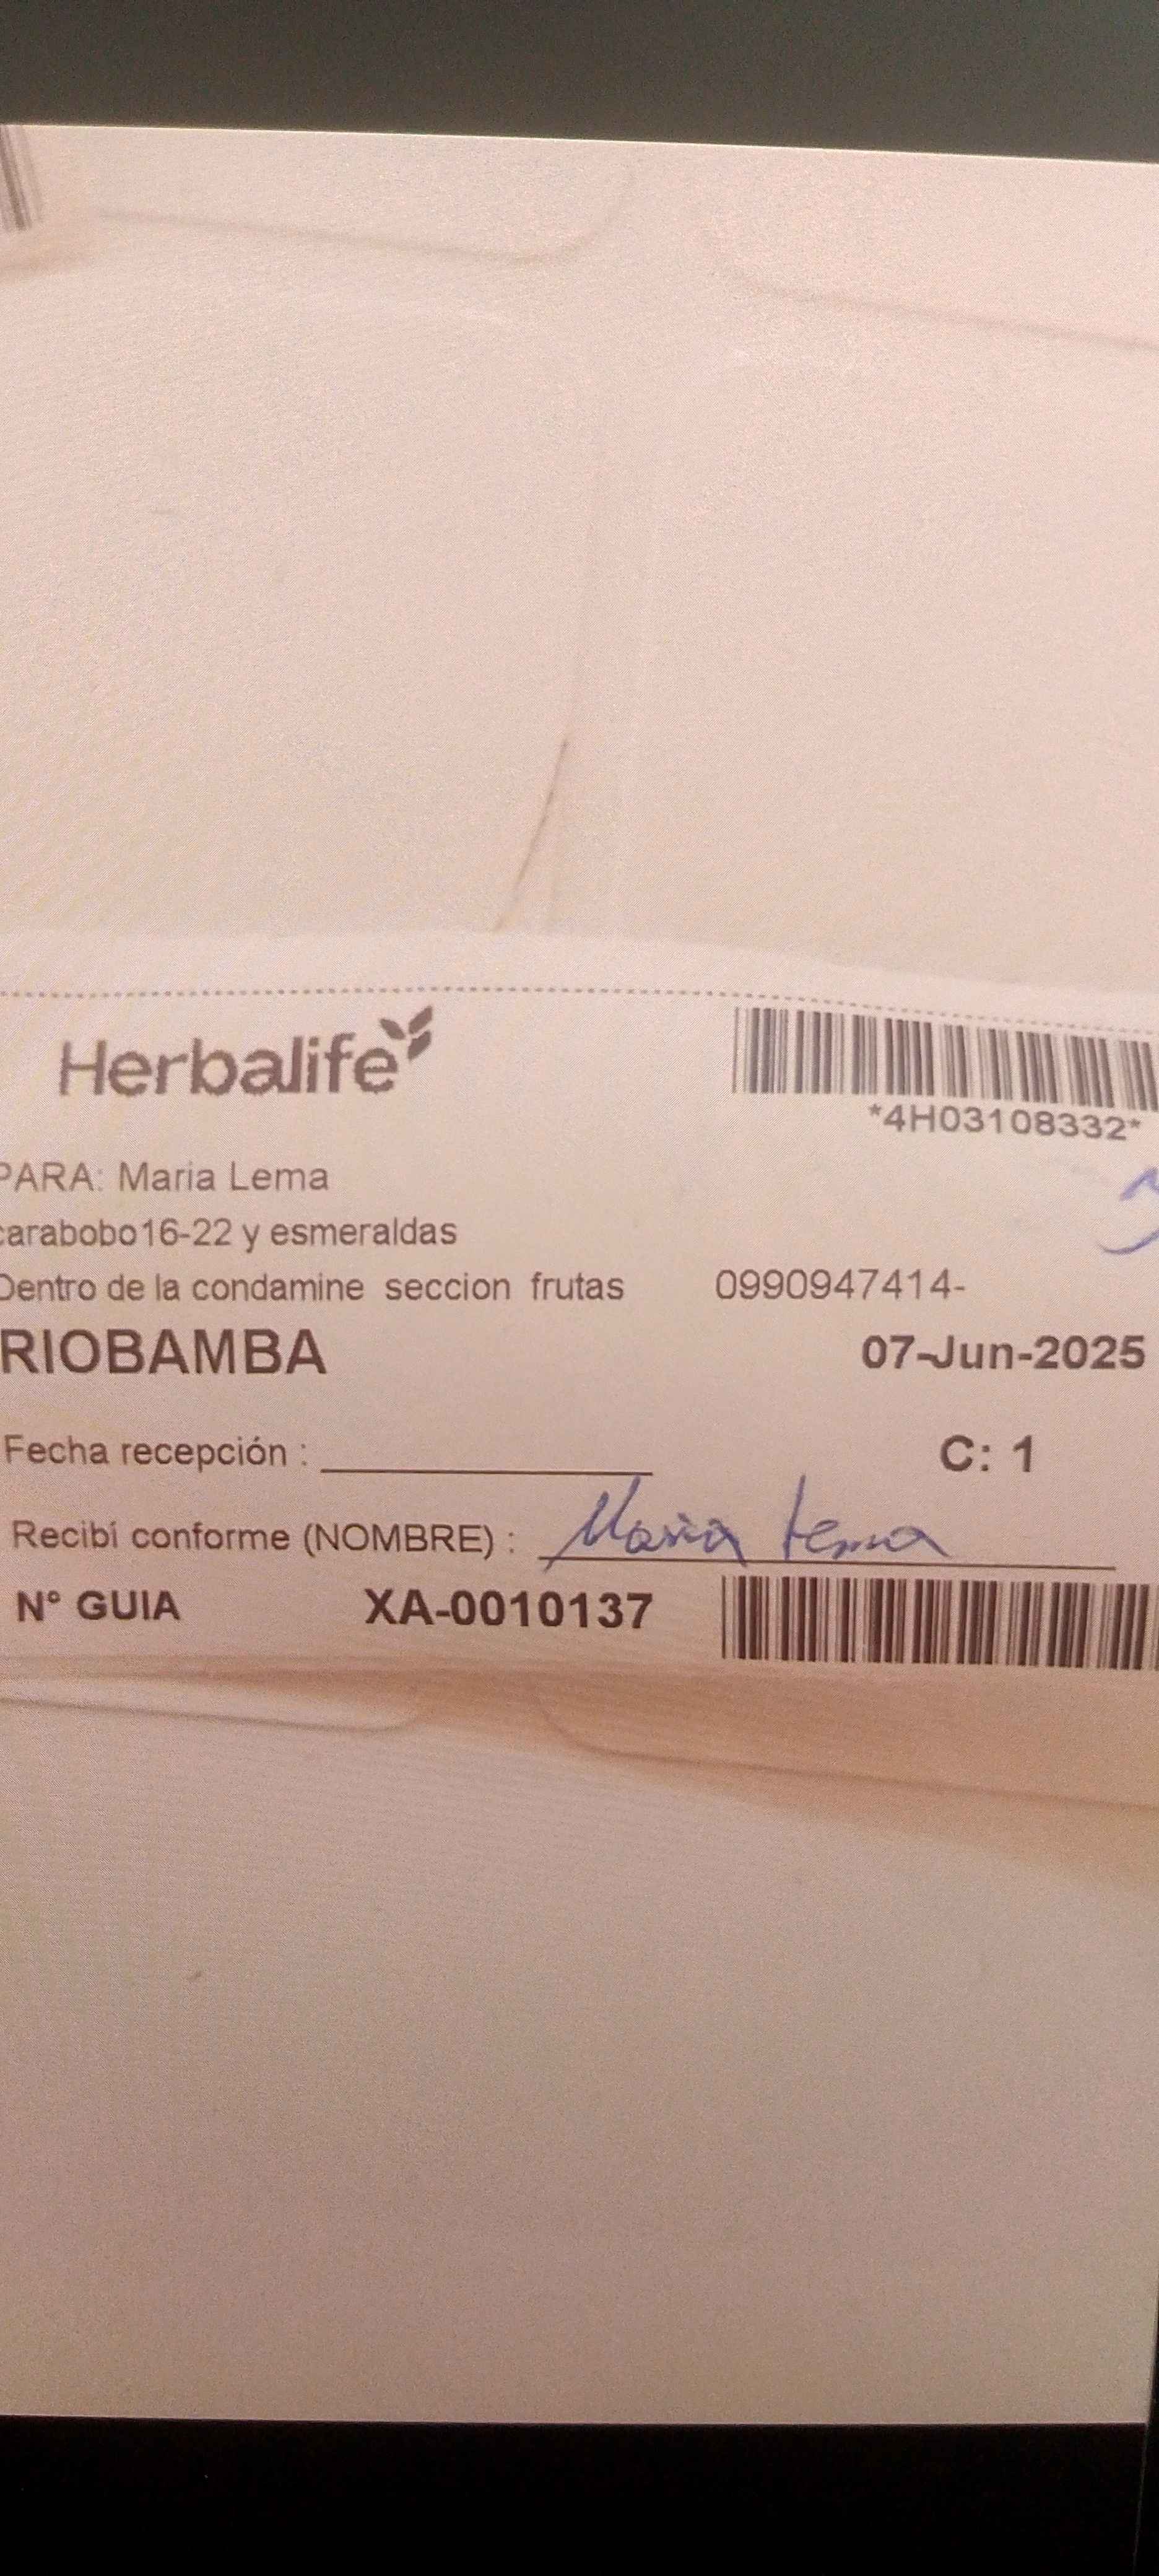 Herbalife
*4H03108332*
PARA: Maria Lema
carabobo16-22 y esmeraldas
Dentro de la condamine seccion frutas 0990947414-
RIOBAMBA 07-Jun-2025
Fecha recepción : C: 1
Recibí conforme (NOMBRE) : Maria Lema
N° GUIA XA-0010137